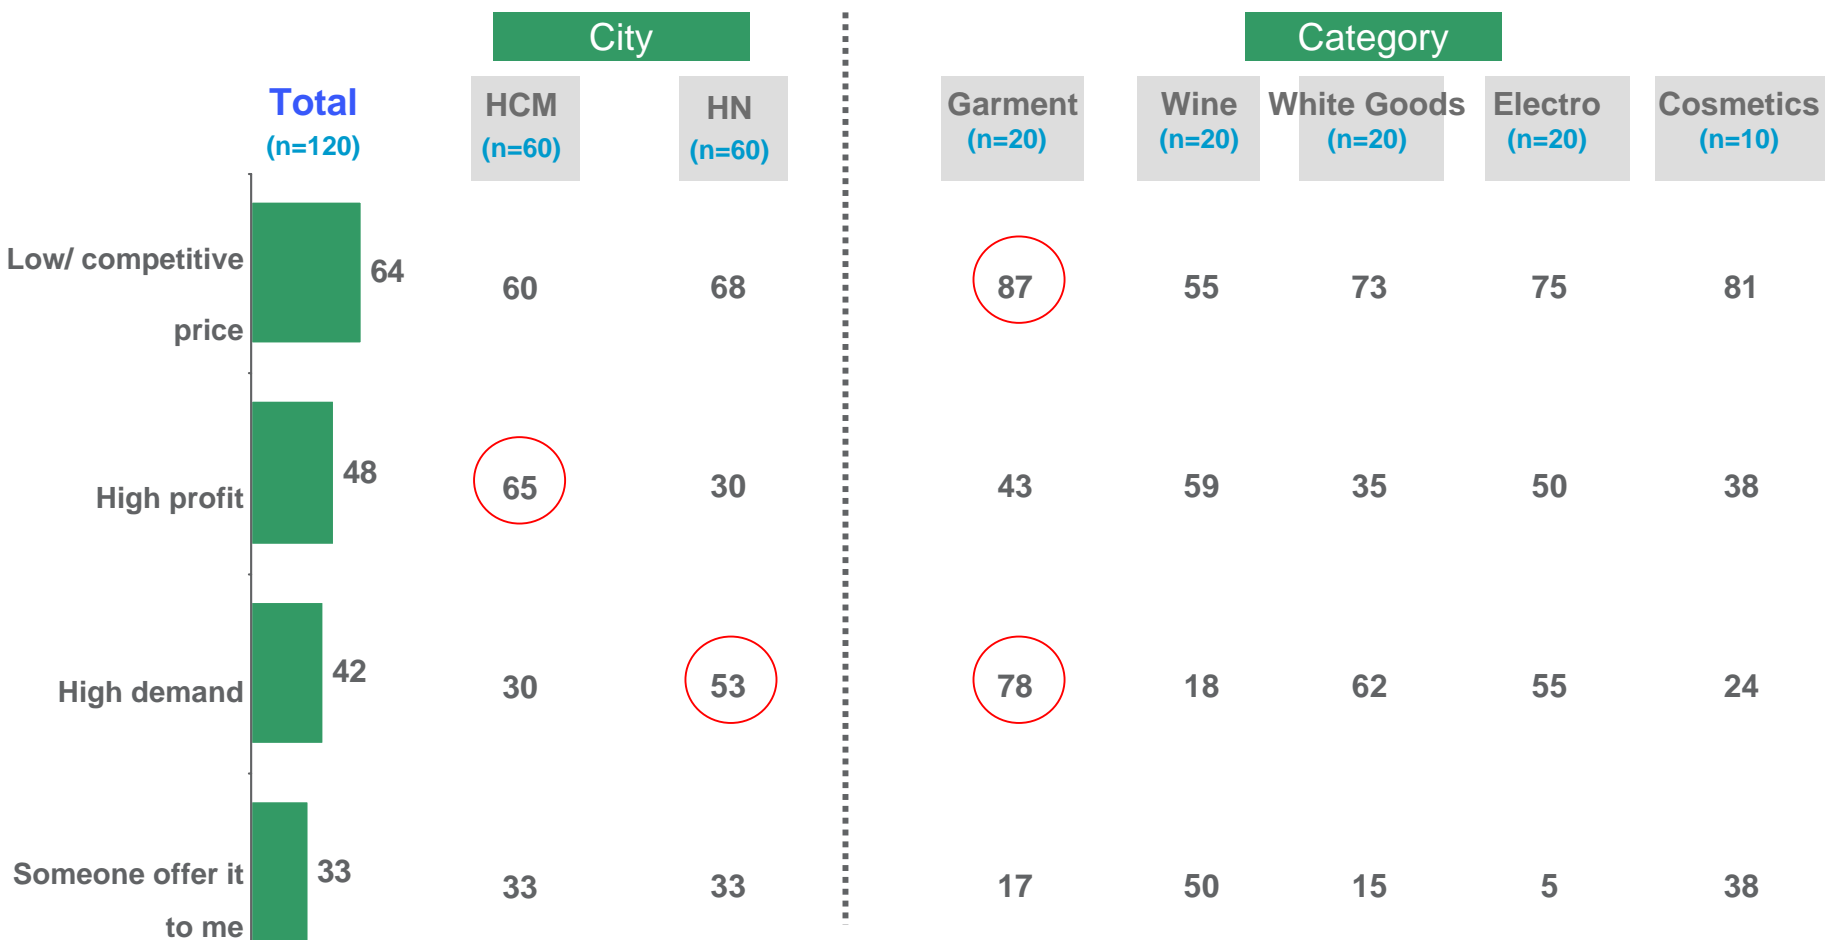 City
Category
Total
HCM
HN
Garment
Wine
White Goods
Electro
Cosmetics
(n=120)
(n=60)
(n=60)
(n=20)
(n=20)
(n=20)
(n=20)
(n=10)
Low/ competitive
price
64
60
68
87
55
73
75
81
High profit
48
65
30
43
59
35
50
38
High demand
42
30
53
78
18
62
55
24
Someone offer it
to me
33
33
33
17
50
15
5
38